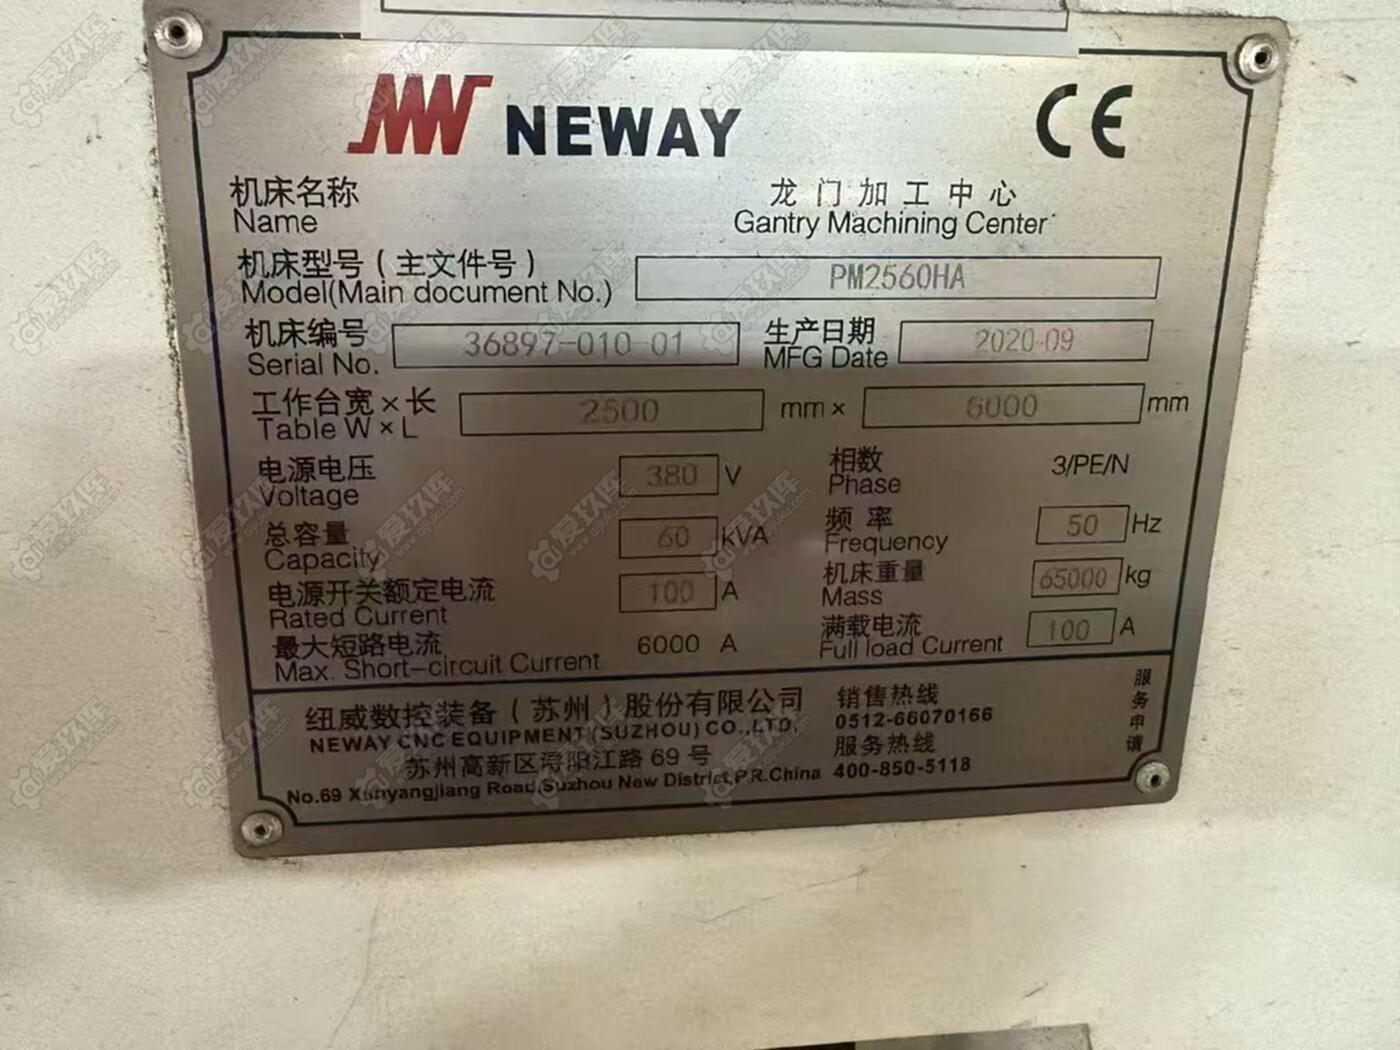 NEWAY CE
机床名称 龙门加工中心
Name Gantry Machining Center
机床型号(主文件号) PM2560HA
Model(Main document No.)
机床编号 36897-010-01 生产日期 2020-09
Serial No. MFG Date
工作台宽×长 2500 mm× 6000 mm
Table W×L
电源电压 380 V 相数 3/PE/N
Voltage Phase
总容量 60 kVA 频率 50 Hz
Capacity Frequency
电源开关额定电流 100 A 机床重量 65000 kg
Rated Current Mass
最大短路电流 6000 A 满载电流 100 A
Max. Short-circuit Current Full load Current
纽威数控装备(苏州)股份有限公司 销售热线
NEWAY CNC EQUIPMENT(SUZHOU) CO.,LTD. 0512-66070166
苏州高新区浔阳江路 69 号 服务热线
No.69 Xunyangjiang Road,Suzhou New District,P.R.China 400-850-5118
服务申请
爱玖库
www.aijiuku.com